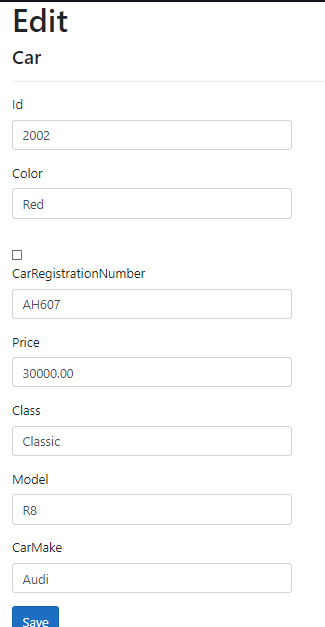 Edit
Car
Id
2002
Color
Red
CarRegistrationNumber
AH607
Price
30000.00
Class
Classic
Model
R8
CarMake
Audi
Save